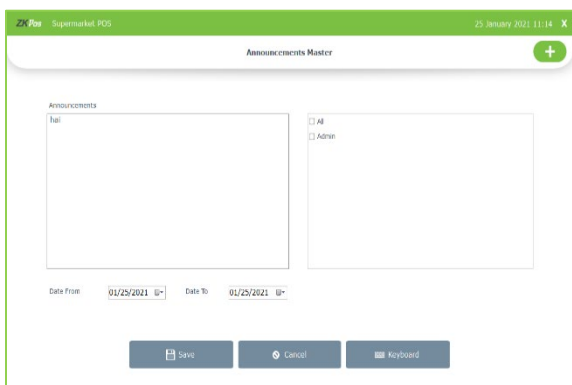 ZKPos Supermarket POS 25 January 2021 11:14 X
Announcements Master
+
Announcements
hai
All
Admin
Date From 01/25/2021 Date To 01/25/2021
Save Cancel Keyboard